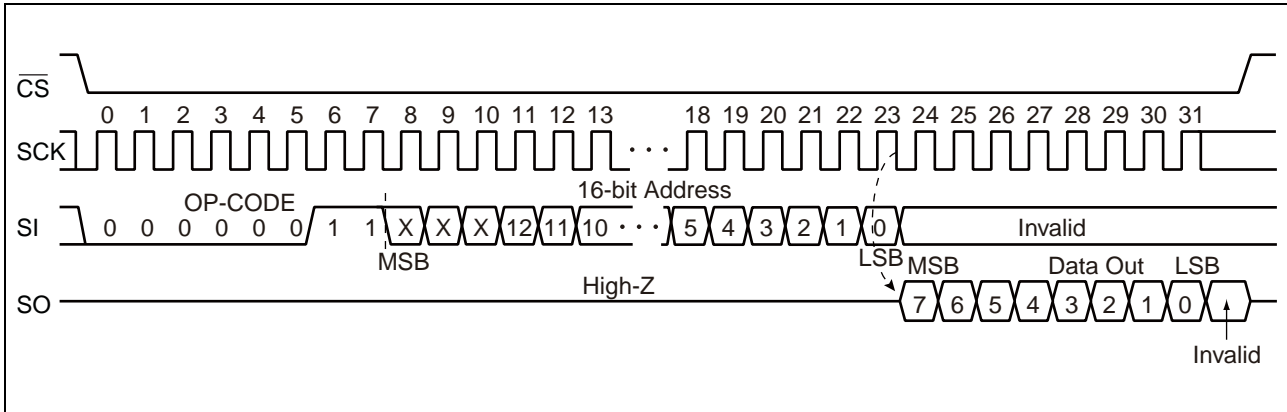 CS
0 1 2 3 4 5 6 7 8 9 10 11 12 13 18 19 20 21 22 23 24 25 26 27 28 29 30 31
SCK
· · ·
OP-CODE
16-bit Address
SI
0 0 0 0 0 0 1 1 X X X 12 11 10 · · · 5 4 3 2 1 0 Invalid
MSB
LSB
MSB Data Out LSB
High-Z
SO
7 6 5 4 3 2 1 0
Invalid